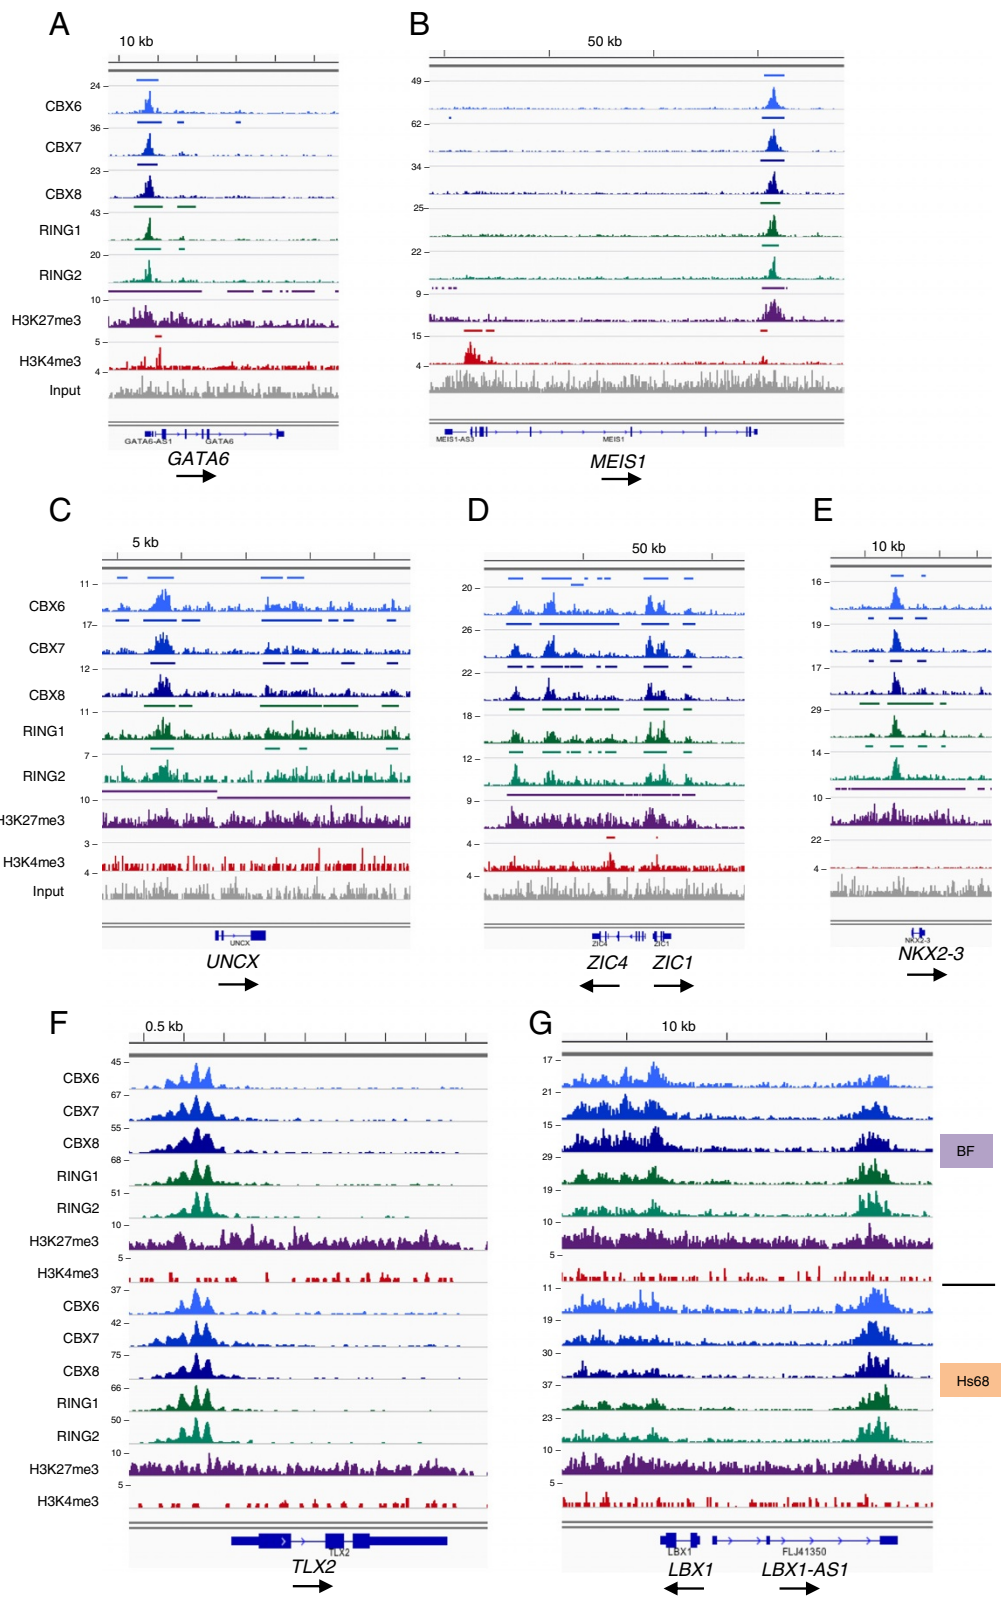 A
10 kb
24
CBX6
36
CBX7
23
CBX8
43
RING1
20
RING2
10
H3K27me3
5
H3K4me3
4
Input
GATA6-AS1 GATA6
GATA6
B
50 kb
49
62
34
25
22
9
15
4
MEIS1-AS3 MEIS1
MEIS1
C
5 kb
11
CBX6
17
CBX7
12
CBX8
11
RING1
7
RING2
10
H3K27me3
3
H3K4me3
4
Input
UNCX
UNCX
D
50 kb
20
26
22
18
12
9
4
4
ZIC4 ZIC1
ZIC4 ZIC1
E
10 kb
16
19
17
29
14
10
22
4
NKX2-3
NKX2-3
F
0.5 kb
45
CBX6
67
CBX7
55
CBX8
68
RING1
51
RING2
10
H3K27me3
5
H3K4me3
37
CBX6
42
CBX7
75
CBX8
66
RING1
50
RING2
10
H3K27me3
5
H3K4me3
TLX2
TLX2
G
10 kb
17
21
15
29
19
10
5
11
19
30
37
23
10
5
LBX1 FLJ41350
LBX1 LBX1-AS1
BF
Hs68